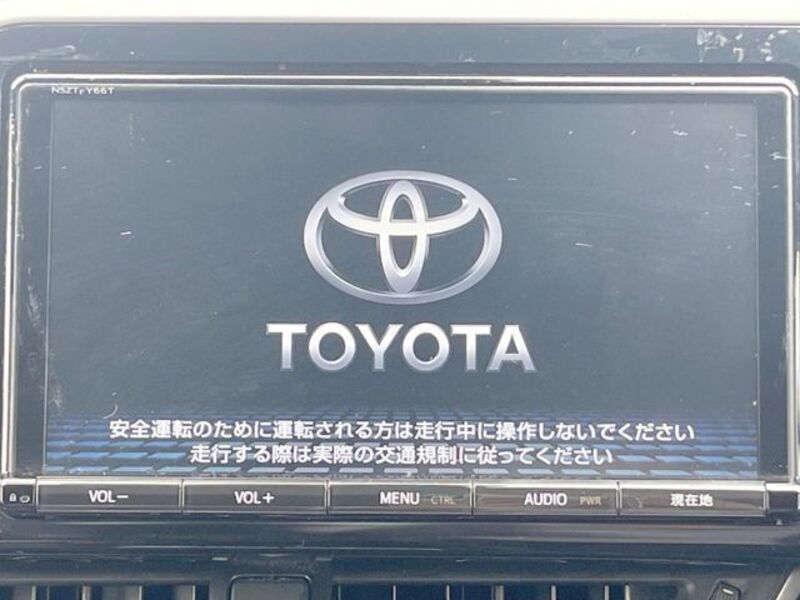 NSZT-Y66T
TOYOTA
安全運転のために運転される方は走行中に操作しないでください
走行する際は実際の交通規制に従ってください
VOL− VOL+ MENU CTRL AUDIO PWR 現在地